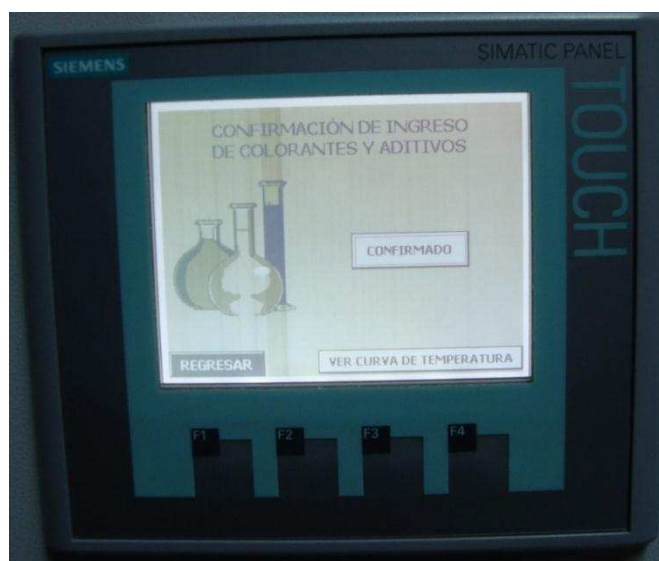 SIEMENS
SIMATIC PANEL
TOUCH
CONFIRMACIÓN DE INGRESO
DE COLORANTES Y ADITIVOS
CONFIRMADO
REGRESAR
VER CURVA DE TEMPERATURA
F1
F2
F3
F4